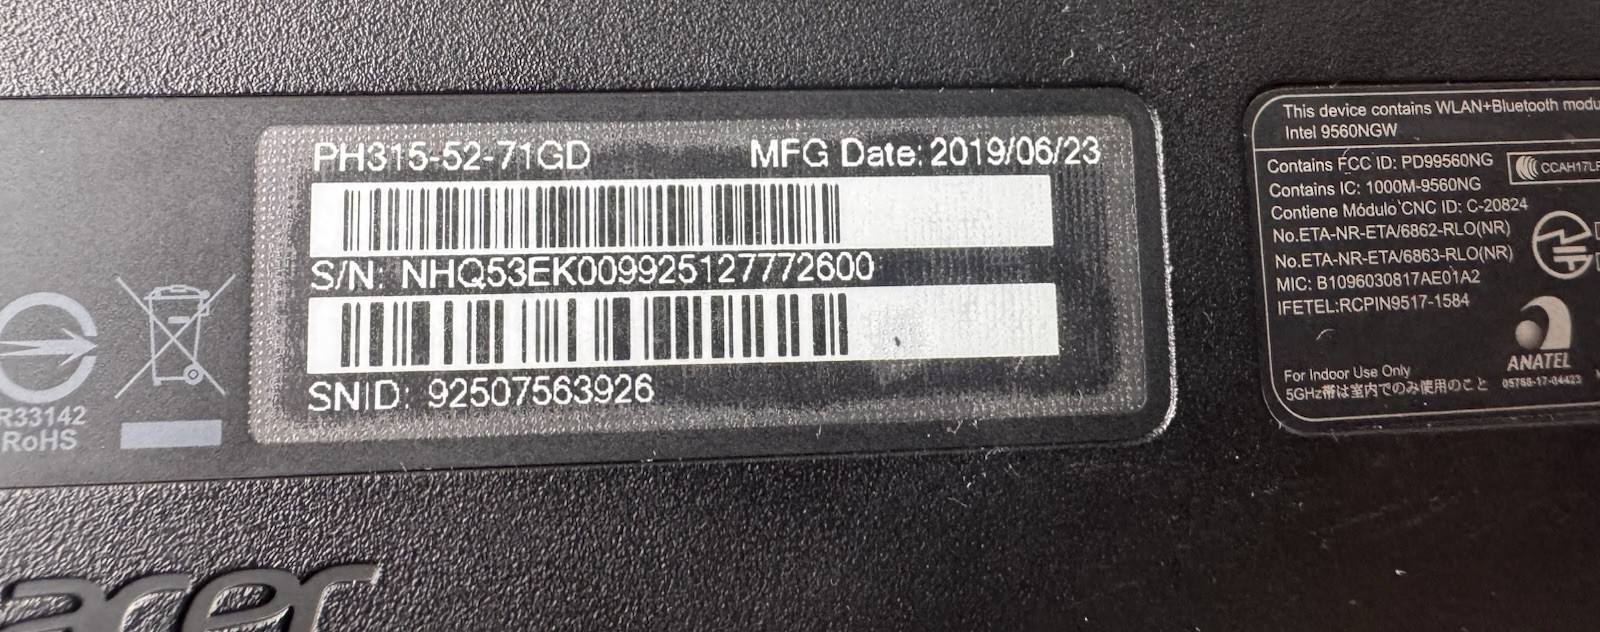 PH315-52-71GD MFG Date: 2019/06/23
S/N: NHQ53EK009925127772600
SNID: 92507563926
R33142
RoHS
acer
This device contains WLAN+Bluetooth
Intel 9560NGW
Contains FCC ID: PD99560NG
Contains IC: 1000M-9560NG
Contiene Módulo CNC ID: C-20824
No.ETA-NR-ETA/6862-RLO(NR)
No.ETA-NR-ETA/6863-RLO(NR)
MIC: B1096030817AE01A2
IFETEL:RCPIN9517-1584
For Indoor Use Only
5GHz帯は室内でのみ使用のこと
ANATEL
05788-17-04423